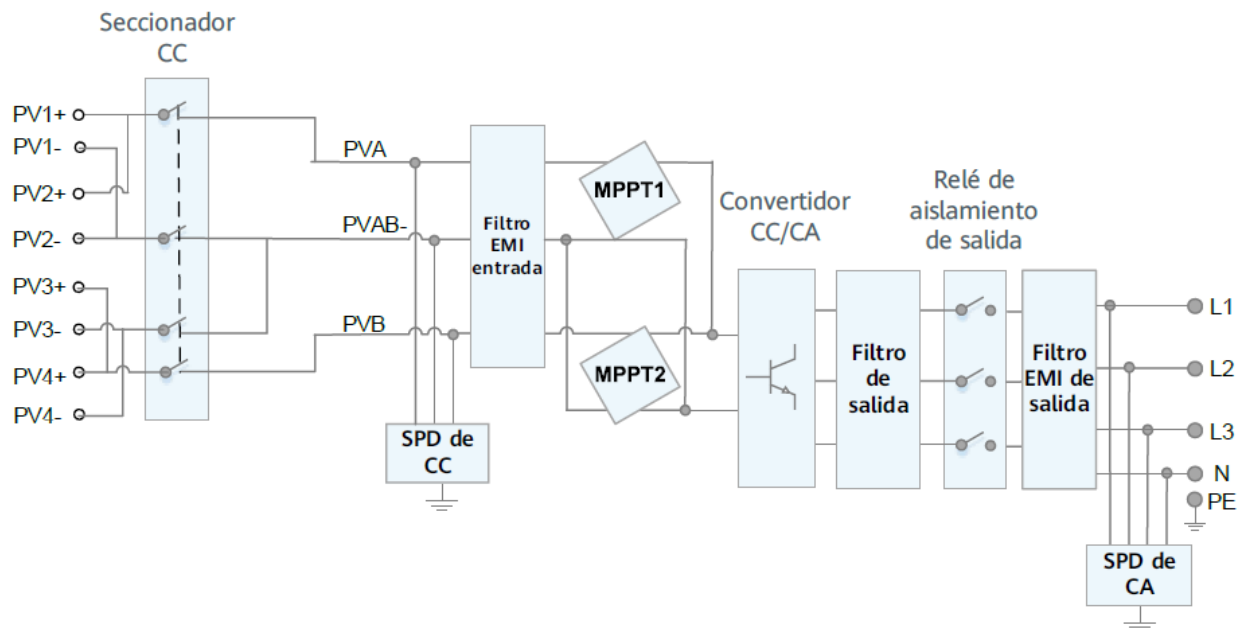 Seccionador
CC
PV1+
PV1-
PV2+
PV2-
PV3+
PV3-
PV4+
PV4-
PVA
PVAB-
PVB
SPD de
CC
Filtro
EMI
entrada
MPPT1
MPPT2
Convertidor
CC/CA
Filtro
de
salida
Relé de
aislamiento
de salida
Filtro
EMI de
salida
L1
L2
L3
N
PE
SPD de
CA